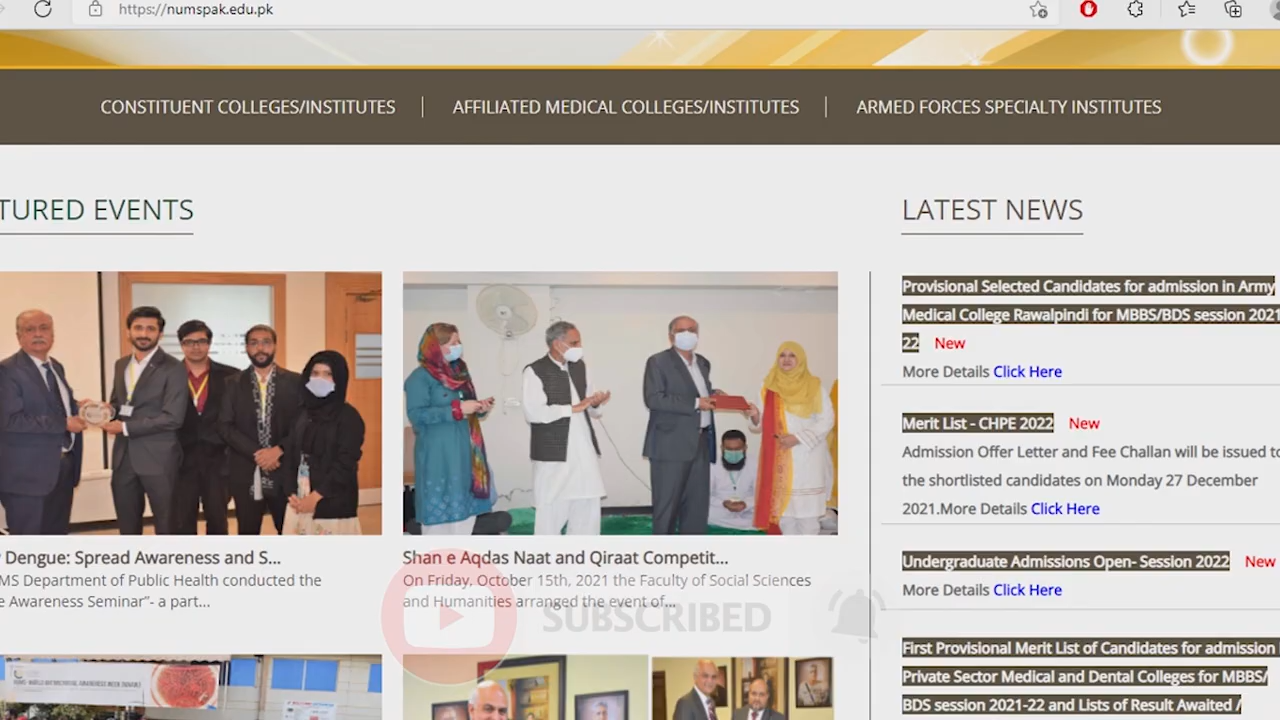 https://numspak.edu.pk
CONSTITUENT COLLEGES/INSTITUTES
AFFILIATED MEDICAL COLLEGES/INSTITUTES
ARMED FORCES SPECIALTY INSTITUTES
TURED EVENTS
Dengue: Spread Awareness and S...
MS Department of Public Health conducted the
e Awareness Seminar”- a part...
Shan e Aqdas Naat and Qiraat Competit...
On Friday, October 15th, 2021 the Faculty of Social Sciences
and Humanities arranged the event of...
SUBSCRIBED
LATEST NEWS
Provisional Selected Candidates for admission in Army
Medical College Rawalpindi for MBBS/BDS session 2021
22 New
More Details Click Here
Merit List - CHPE 2022 New
Admission Offer Letter and Fee Challan will be issued to
the shortlisted candidates on Monday 27 December
2021.More Details Click Here
Undergraduate Admissions Open- Session 2022 New
More Details Click Here
First Provisional Merit List of Candidates for admission
Private Sector Medical and Dental Colleges for MBBS/
BDS session 2021-22 and Lists of Result Awaited /